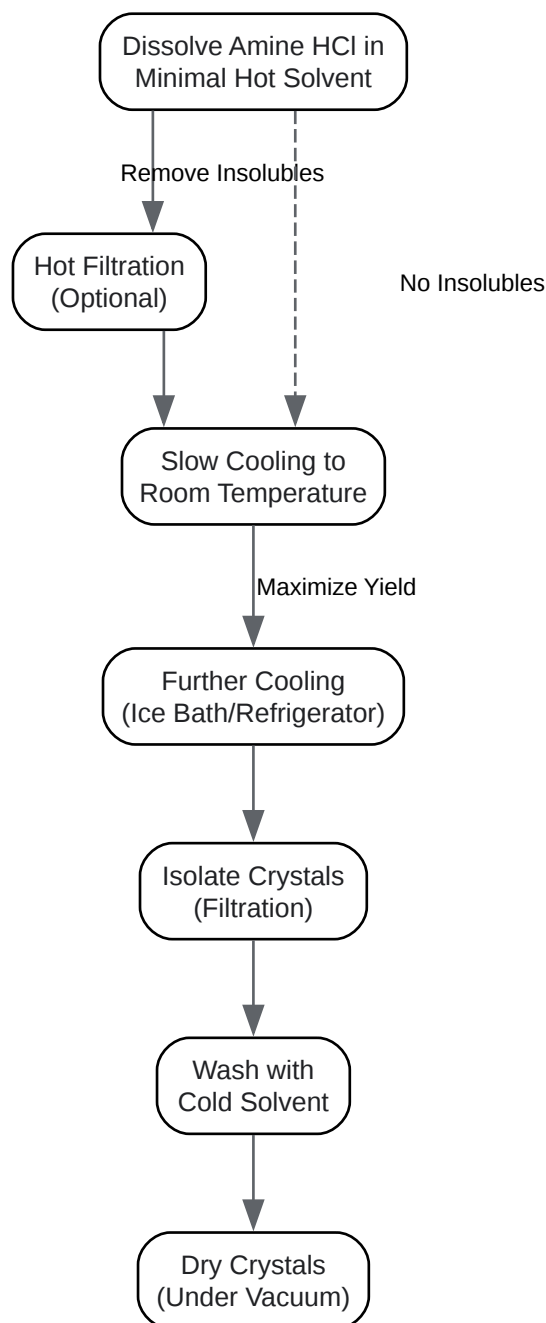 Dissolve Amine HCl in
Minimal Hot Solvent
Remove Insolubles
Hot Filtration
(Optional)
No Insolubles
Slow Cooling to
Room Temperature
Maximize Yield
Further Cooling
(Ice Bath/Refrigerator)
Isolate Crystals
(Filtration)
Wash with
Cold Solvent
Dry Crystals
(Under Vacuum)